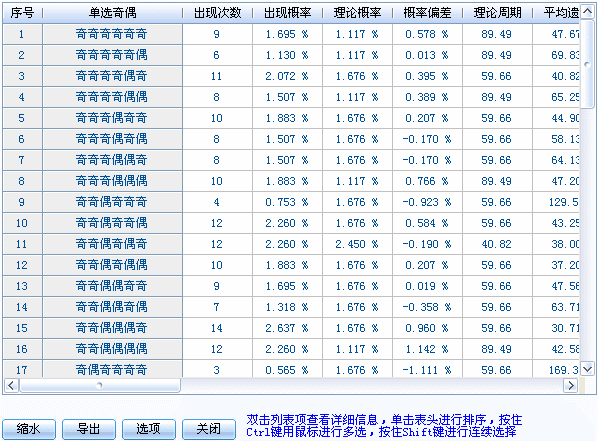 序号 单选奇偶 出现次数 出现概率 理论概率 概率偏差 理论周期 平均遗
1 奇奇奇奇奇奇 9 1.695 % 1.117 % 0.578 % 89.49 47.67
2 奇奇奇奇奇偶 6 1.130 % 1.117 % 0.013 % 89.49 69.83
3 奇奇奇奇偶奇 11 2.072 % 1.676 % 0.395 % 59.66 40.82
4 奇奇奇奇偶偶 8 1.507 % 1.117 % 0.389 % 89.49 65.25
5 奇奇奇偶奇奇 10 1.883 % 1.676 % 0.207 % 59.66 44.90
6 奇奇奇偶奇偶 8 1.507 % 1.676 % -0.170 % 59.66 58.13
7 奇奇奇偶偶奇 8 1.507 % 1.676 % -0.170 % 59.66 64.13
8 奇奇奇偶偶偶 10 1.883 % 1.117 % 0.766 % 89.49 47.20
9 奇奇偶奇奇奇 4 0.753 % 1.676 % -0.923 % 59.66 129.5
10 奇奇偶奇奇偶 12 2.260 % 1.676 % 0.584 % 59.66 43.25
11 奇奇偶奇偶奇 12 2.260 % 2.450 % -0.190 % 40.82 38.00
12 奇奇偶奇偶偶 10 1.883 % 1.676 % 0.207 % 59.66 37.20
13 奇奇偶偶奇奇 9 1.695 % 1.676 % 0.019 % 59.66 47.56
14 奇奇偶偶奇偶 7 1.318 % 1.676 % -0.358 % 59.66 63.71
15 奇奇偶偶偶奇 14 2.637 % 1.676 % 0.960 % 59.66 30.71
16 奇奇偶偶偶偶 12 2.260 % 1.117 % 1.142 % 89.49 42.58
17 奇偶奇奇奇奇 3 0.565 % 1.676 % -1.111 % 59.66 169.3
缩水 导出 选项 关闭
双击列表项查看详细信息，单击表头进行排序，按住
Ctrl键用鼠标进行多选，按住Shift键进行连续选择